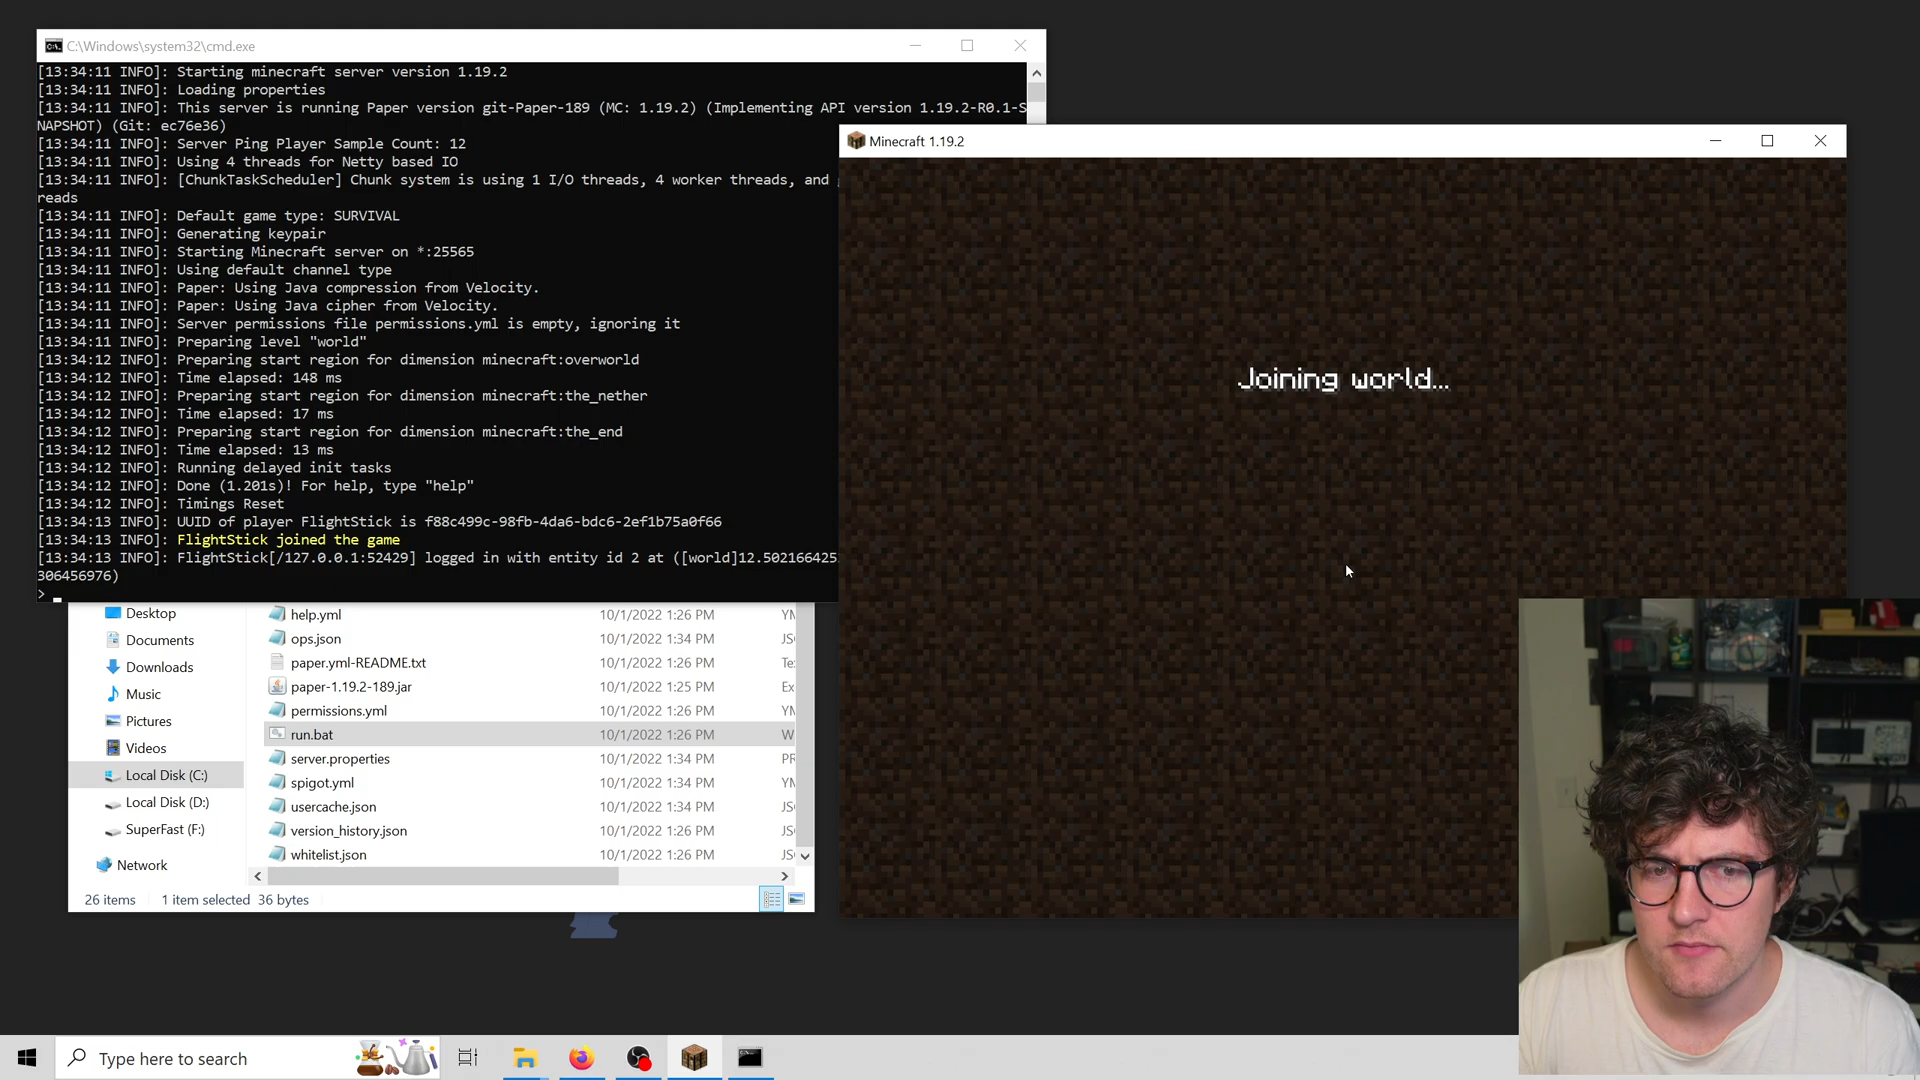 C:\Windows\system32\cmd.exe
[13:34:11 INFO]: Starting minecraft server version 1.19.2
[13:34:11 INFO]: Loading properties
[13:34:11 INFO]: This server is running Paper version git-Paper-189 (MC: 1.19.2) (Implementing API version 1.19.2-R0.1-S
NAPSHOT) (Git: ec76e36)
[13:34:11 INFO]: Server Ping Player Sample Count: 12
[13:34:11 INFO]: Using 4 threads for Netty based IO
[13:34:11 INFO]: [ChunkTaskScheduler] Chunk system is using 1 I/O threads, 4 worker threads, and
reads
[13:34:11 INFO]: Default game type: SURVIVAL
[13:34:11 INFO]: Generating keypair
[13:34:11 INFO]: Starting Minecraft server on *:25565
[13:34:11 INFO]: Using default channel type
[13:34:11 INFO]: Paper: Using Java compression from Velocity.
[13:34:11 INFO]: Paper: Using Java cipher from Velocity.
[13:34:11 INFO]: Server permissions file permissions.yml is empty, ignoring it
[13:34:11 INFO]: Preparing level "world"
[13:34:12 INFO]: Preparing start region for dimension minecraft:overworld
[13:34:12 INFO]: Time elapsed: 148 ms
[13:34:12 INFO]: Preparing start region for dimension minecraft:the_nether
[13:34:12 INFO]: Time elapsed: 17 ms
[13:34:12 INFO]: Preparing start region for dimension minecraft:the_end
[13:34:12 INFO]: Time elapsed: 13 ms
[13:34:12 INFO]: Running delayed init tasks
[13:34:12 INFO]: Done (1.201s)! For help, type "help"
[13:34:12 INFO]: Timings Reset
[13:34:13 INFO]: UUID of player FlightStick is f88c499c-98fb-4da6-bdc6-2ef1b75a0f66
[13:34:13 INFO]: FlightStick joined the game
[13:34:13 INFO]: FlightStick[/127.0.0.1:52429] logged in with entity id 2 at ([world]12.502166425
306456976)
>
Minecraft 1.19.2
Joining world...
Desktop
Documents
Downloads
Music
Pictures
Videos
Local Disk (C:)
Local Disk (D:)
SuperFast (F:)
Network
help.yml 10/1/2022 1:26 PM YM
ops.json 10/1/2022 1:34 PM JS
paper.yml-README.txt 10/1/2022 1:26 PM Te
paper-1.19.2-189.jar 10/1/2022 1:25 PM Ex
permissions.yml 10/1/2022 1:26 PM YM
run.bat 10/1/2022 1:26 PM W
server.properties 10/1/2022 1:34 PM PR
spigot.yml 10/1/2022 1:34 PM YM
usercache.json 10/1/2022 1:34 PM JS
version_history.json 10/1/2022 1:26 PM JS
whitelist.json 10/1/2022 1:26 PM JS
26 items 1 item selected 36 bytes
Type here to search